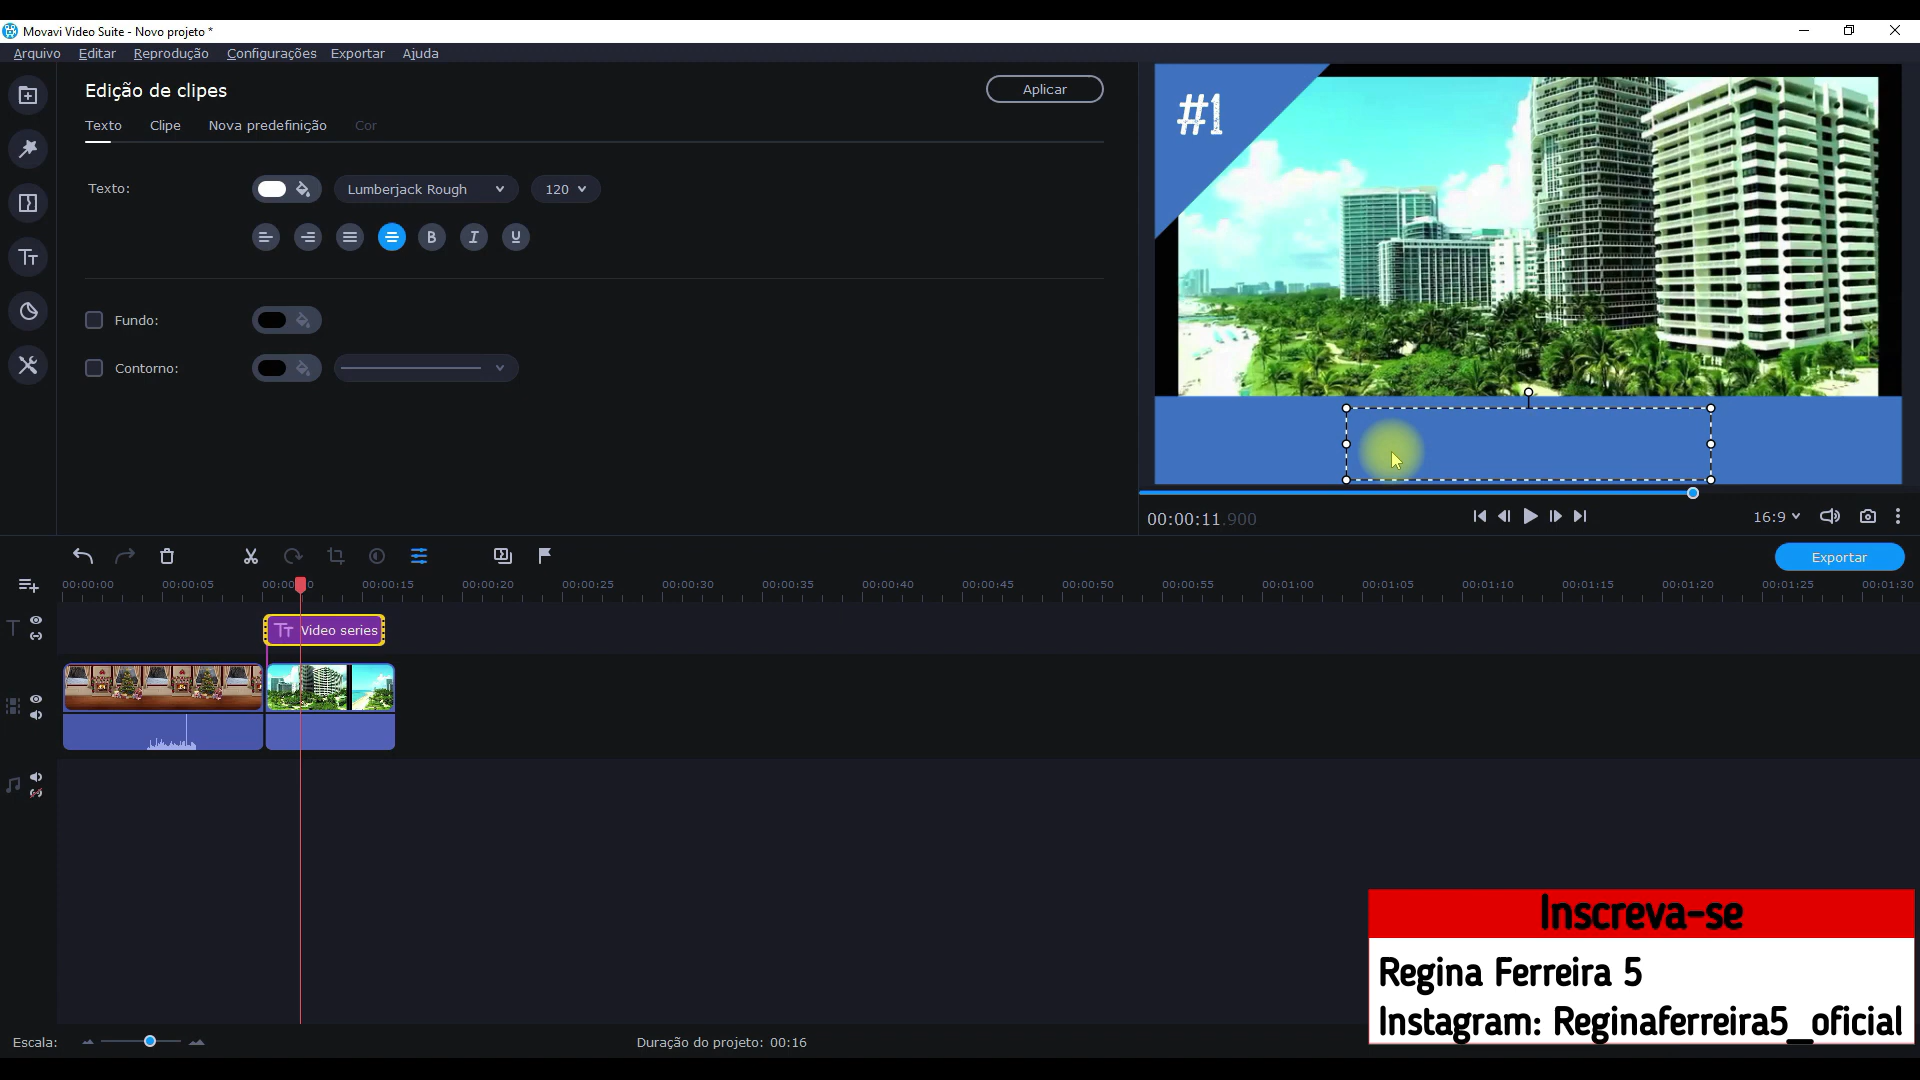 Movavi Video Suite - Novo projeto *
Arquivo Editar Reprodução Configurações Exportar Ajuda
Edição de clipes
Aplicar
Texto Clipe Nova predefinição Cor
Texto:
Lumberjack Rough
120
B I U
Fundo:
Contorno:
#1
00:00:11.900
16:9
Exportar
00:00:00 00:00:05 00:00:10 00:00:15 00:00:20 00:00:25 00:00:30 00:00:35 00:00:40 00:00:45 00:00:50 00:00:55 00:01:00 00:01:05 00:01:10 00:01:15 00:01:20 00:01:25 00:01:30
Video series
Inscreva-se
Regina Ferreira 5
Instagram: Reginaferreira5_oficial
Escala:
Duração do projeto: 00:16